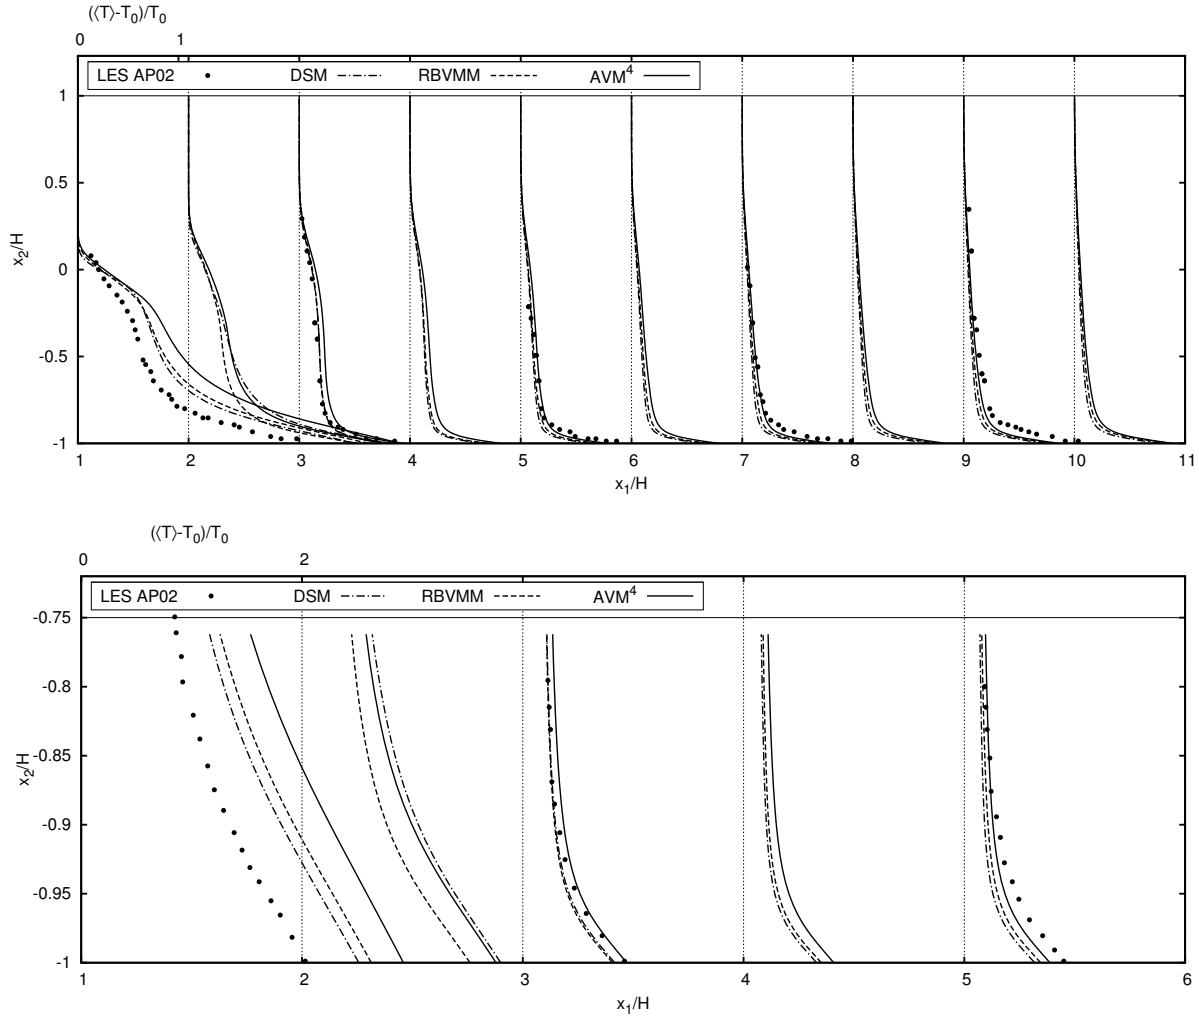 (⟨T⟩-T0)/T0
0 1
LES AP02 DSM RBVMM AVM4
1
0.5
0
-0.5
-1
x2/H
1 2 3 4 5 6 7 8 9 10 11
x1/H
(⟨T⟩-T0)/T0
0 2
LES AP02 DSM RBVMM AVM4
-0.75
-0.8
-0.85
-0.9
-0.95
-1
x2/H
1 2 3 4 5 6
x1/H